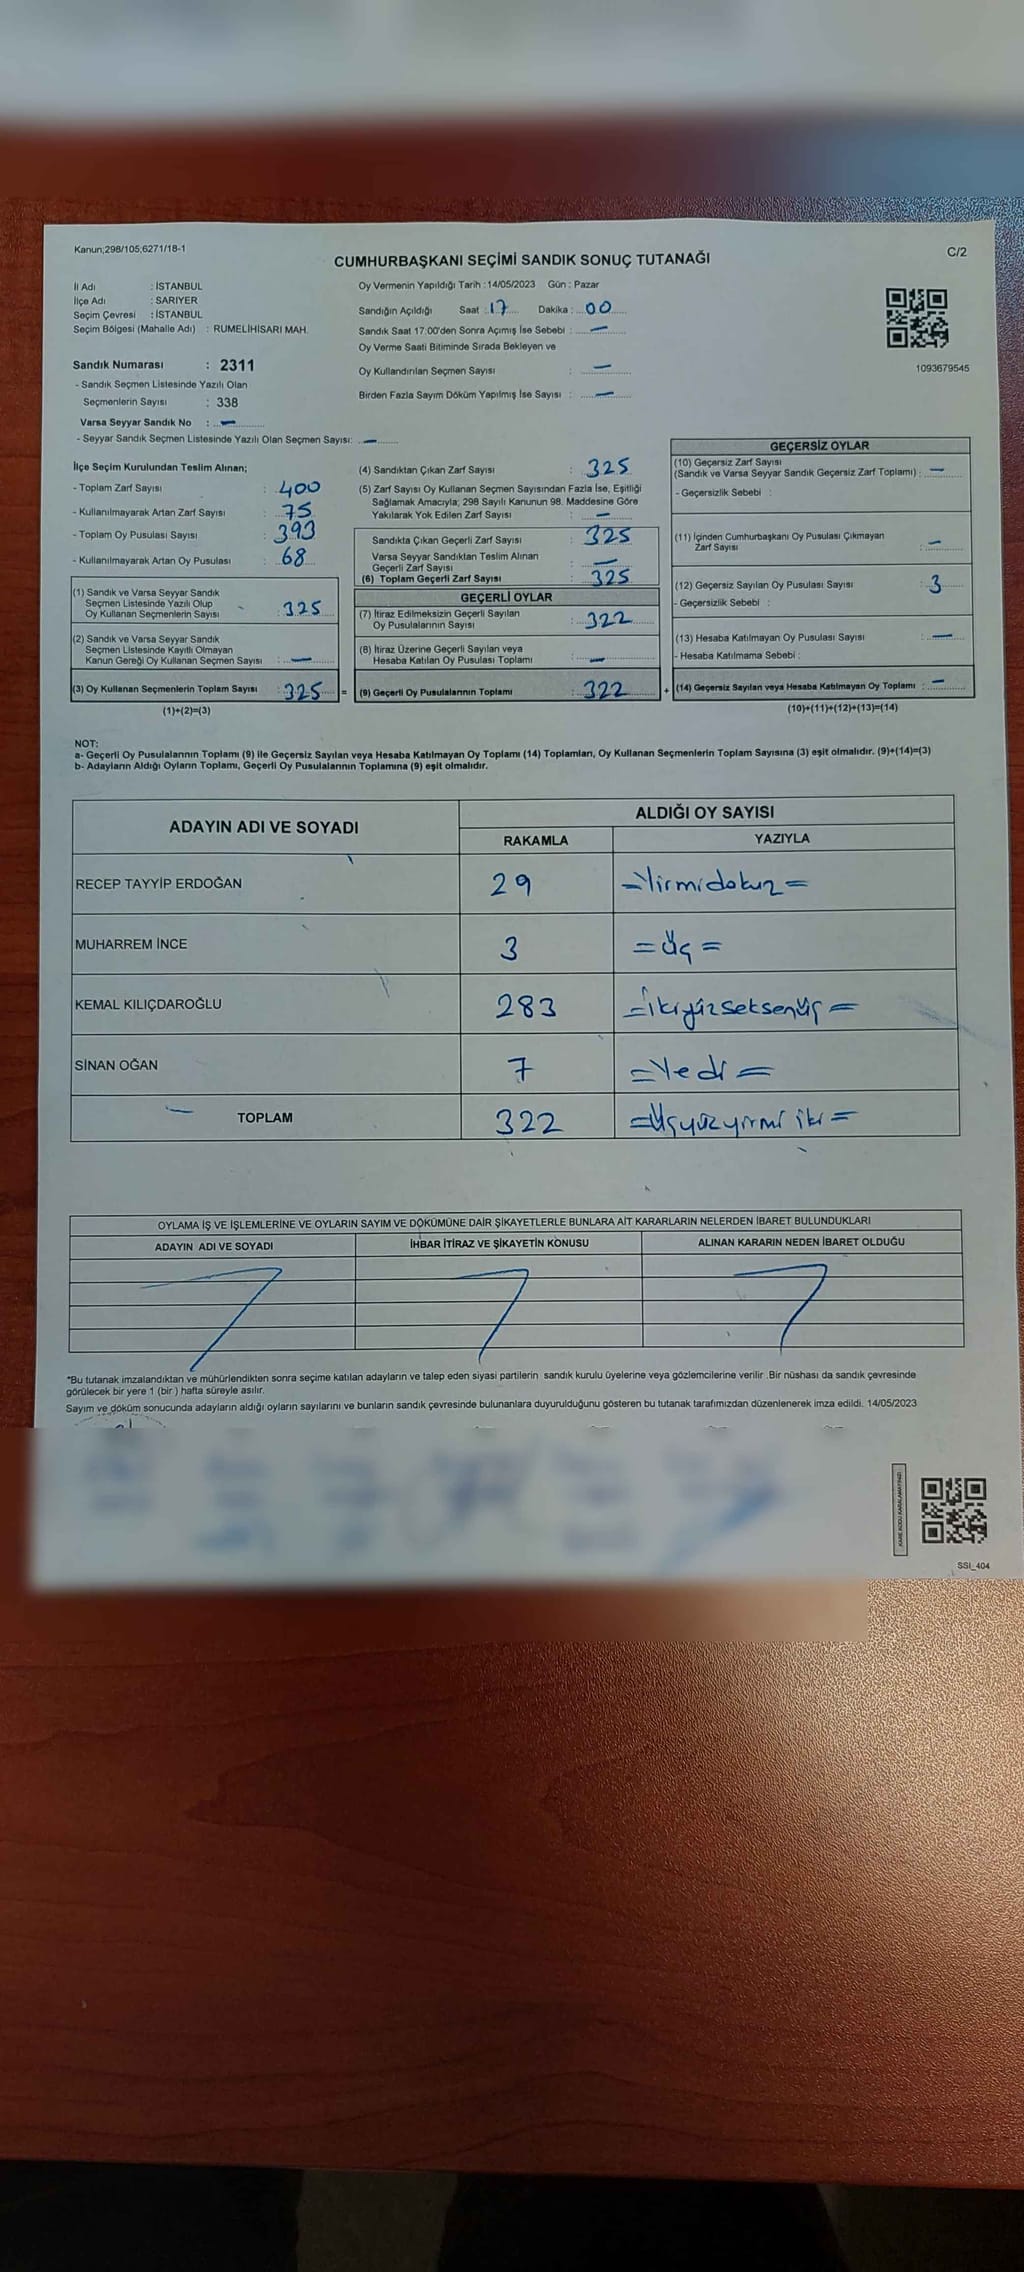 Kanun;298/105;6271/18-1
CUMHURBAŞKANI SEÇİMİ SANDIK SONUÇ TUTANAĞI
C/2
İl Adı : İSTANBUL
İlçe Adı : SARIYER
Seçim Çevresi : İSTANBUL
Seçim Bölgesi (Mahalle Adı) : RUMELİHİSARI MAH.
Sandık Numarası : 2311
- Sandık Seçmen Listesinde Yazılı Olan
Seçmenlerin Sayısı : 338
Varsa Seyyar Sandık No : —
- Seyyar Sandık Seçmen Listesinde Yazılı Olan Seçmen Sayısı: —
Oy Vermenin Yapıldığı Tarih : 14/05/2023 Gün : Pazar
Sandığın Açıldığı Saat : 17 Dakika : 00
Sandık Saat 17:00'den Sonra Açımış İse Sebebi : —
Oy Verme Saati Bitiminde Sırada Bekleyen ve
Oy Kullandırılan Seçmen Sayısı : —
Birden Fazla Sayım Döküm Yapılmış İse Sayısı : —
1093679545
İlçe Seçim Kurulundan Teslim Alınan;
- Toplam Zarf Sayısı : 400
- Kullanılmayarak Artan Zarf Sayısı : 75
- Toplam Oy Pusulası Sayısı : 393
- Kullanılmayarak Artan Oy Pusulası : 68
(1) Sandık ve Varsa Seyyar Sandık
Seçmen Listesinde Yazılı Olup
Oy Kullanan Seçmenlerin Sayısı : 325
(2) Sandık ve Varsa Seyyar Sandık
Seçmen Listesinde Kayıtlı Olmayan
Kanun Gereği Oy Kullanan Seçmen Sayısı : —
(3) Oy Kullanan Seçmenlerin Toplam Sayısı : 325 =
(1)+(2)=(3)
(4) Sandıktan Çıkan Zarf Sayısı : 325
(5) Zarf Sayısı Oy Kullanan Seçmen Sayısından Fazla İse, Eşitliği
Sağlamak Amacıyla; 298 Sayılı Kanunun 98. Maddesine Göre
Yakılarak Yok Edilen Zarf Sayısı : —
Sandıkta Çıkan Geçerli Zarf Sayısı : 325
Varsa Seyyar Sandıktan Teslim Alınan
Geçerli Zarf Sayısı : —
(6) Toplam Geçerli Zarf Sayısı : 325
GEÇERLİ OYLAR
(7) İtiraz Edilmeksizin Geçerli Sayılan
Oy Pusulalarının Sayısı : 322
(8) İtiraz Üzerine Geçerli Sayılan veya
Hesaba Katılan Oy Pusulası Toplamı : —
(9) Geçerli Oy Pusulalarının Toplamı : 322 +
GEÇERSİZ OYLAR
(10) Geçersiz Zarf Sayısı
(Sandık ve Varsa Seyyar Sandık Geçersiz Zarf Toplamı) : —
- Geçersizlik Sebebi :
(11) İçinden Cumhurbaşkanı Oy Pusulası Çıkmayan
Zarf Sayısı : —
(12) Geçersiz Sayılan Oy Pusulası Sayısı : 3
- Geçersizlik Sebebi :
(13) Hesaba Katılmayan Oy Pusulası Sayısı : —
- Hesaba Katılmama Sebebi :
(14) Geçersiz Sayılan veya Hesaba Katılmayan Oy Toplamı : —
(10)+(11)+(12)+(13)=(14)
NOT:
a- Geçerli Oy Pusulalarının Toplamı (9) ile Geçersiz Sayılan veya Hesaba Katılmayan Oy Toplamı (14) Toplamları, Oy Kullanan Seçmenlerin Toplam Sayısına (3) eşit olmalıdır. (9)+(14)=(3)
b- Adayların Aldığı Oyların Toplamı, Geçerli Oy Pusulalarının Toplamına (9) eşit olmalıdır.
ADAYIN ADI VE SOYADI
ALDIĞI OY SAYISI
RAKAMLA YAZIYLA
RECEP TAYYİP ERDOĞAN 29 =Yirmidokuz=
MUHARREM İNCE 3 =Üç=
KEMAL KILIÇDAROĞLU 283 =İkiyüzseksenüç=
SİNAN OĞAN 7 =Yedi=
TOPLAM 322 =Üçyüzyirmi iki=
OYLAMA İŞ VE İŞLEMLERİNE VE OYLARIN SAYIM VE DÖKÜMÜNE DAİR ŞİKAYETLERLE BUNLARA AİT KARARLARIN NELERDEN İBARET BULUNDUKLARI
ADAYIN ADI VE SOYADI İHBAR İTİRAZ VE ŞİKAYETİN KONUSU ALINAN KARARIN NEDEN İBARET OLDUĞU
*Bu tutanak imzalandıktan ve mühürlendikten sonra seçime katılan adayların ve talep eden siyasi partilerin sandık kurulu üyelerine veya gözlemcilerine verilir. Bir nüshası da sandık çevresinde
görülecek bir yere 1 (bir ) hafta süreyle asılır.
Sayım ve döküm sonucunda adayların aldığı oyların sayılarını ve bunların sandık çevresinde bulunanlara duyurulduğunu gösteren bu tutanak tarafımızdan düzenlenerek imza edildi. 14/05/2023
KARE KODU KARALAMAYINIZ!
SSI_404